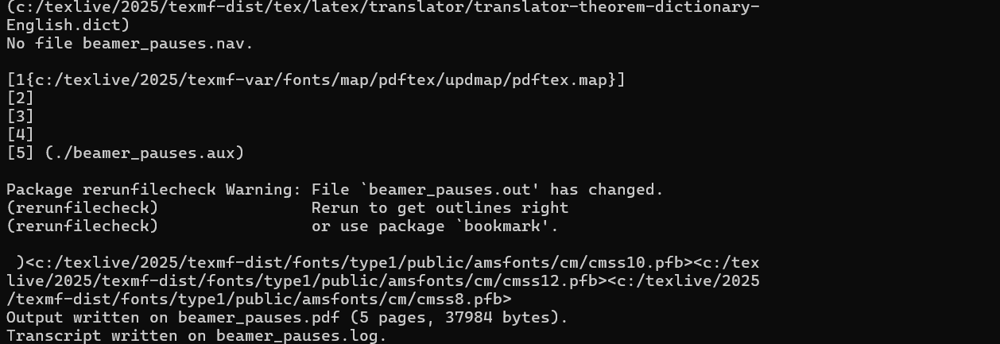 (c:/texlive/2025/texmf-dist/tex/latex/translator/translator-theorem-dictionary-
English.dict)
No file beamer_pauses.nav.
[1{c:/texlive/2025/texmf-var/fonts/map/pdftex/updmap/pdftex.map}]
[2]
[3]
[4]
[5] (./beamer_pauses.aux)
Package rerunfilecheck Warning: File `beamer_pauses.out' has changed.
(rerunfilecheck)                Rerun to get outlines right
(rerunfilecheck)                or use package `bookmark'.
 )<c:/texlive/2025/texmf-dist/fonts/type1/public/amsfonts/cm/cmss10.pfb><c:/tex
live/2025/texmf-dist/fonts/type1/public/amsfonts/cm/cmss12.pfb><c:/texlive/2025
/texmf-dist/fonts/type1/public/amsfonts/cm/cmss8.pfb>
Output written on beamer_pauses.pdf (5 pages, 37984 bytes).
Transcript written on beamer_pauses.log.